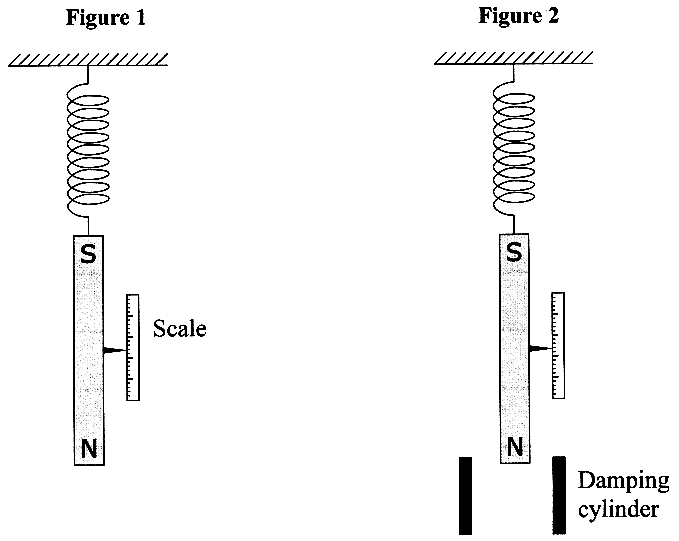 Figure 1
Figure 2
S
S
Scale
N
N
Damping
cylinder